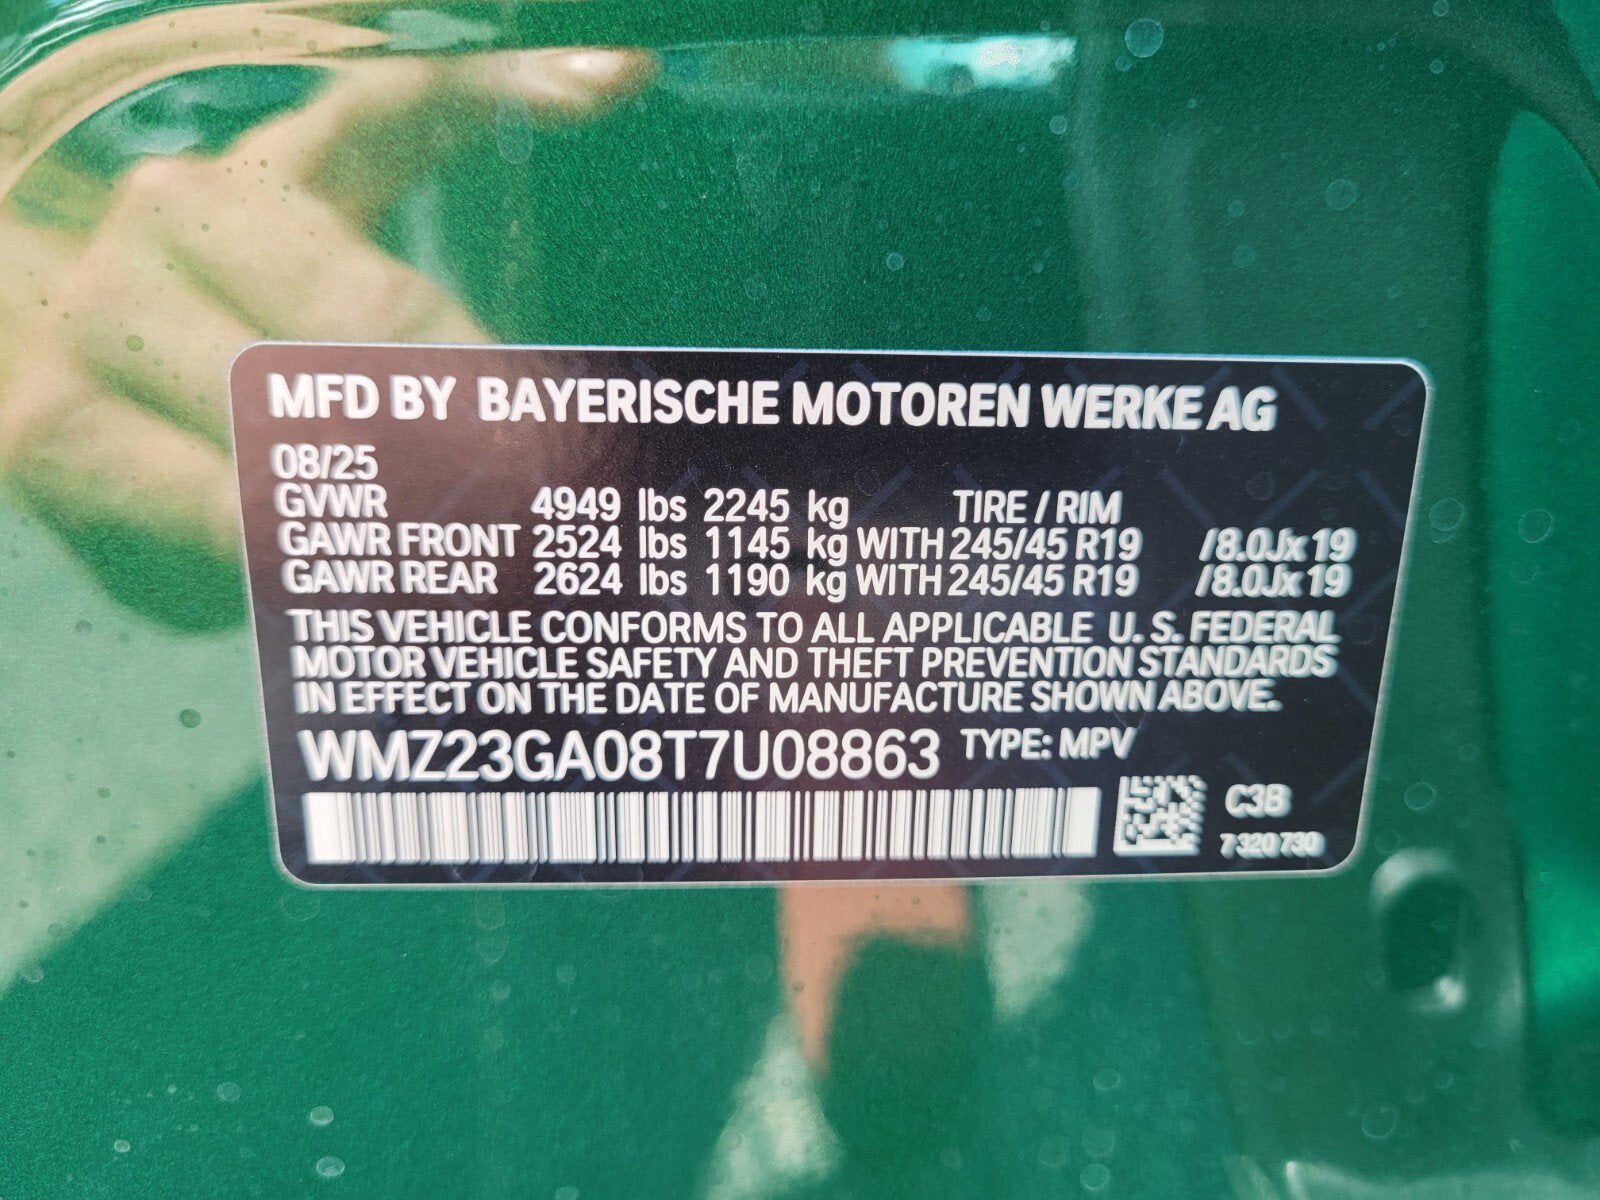 MFD BY BAYERISCHE MOTOREN WERKE AG
08/25
GVWR 4949 lbs 2245 kg TIRE / RIM
GAWR FRONT 2524 lbs 1145 kg WITH 245/45 R19 /8.0Jx 19
GAWR REAR 2624 lbs 1190 kg WITH 245/45 R19 /8.0Jx 19
THIS VEHICLE CONFORMS TO ALL APPLICABLE U. S. FEDERAL
MOTOR VEHICLE SAFETY AND THEFT PREVENTION STANDARDS
IN EFFECT ON THE DATE OF MANUFACTURE SHOWN ABOVE.
WMZ23GA08T7U08863 TYPE: MPV
C3B
7 320 730